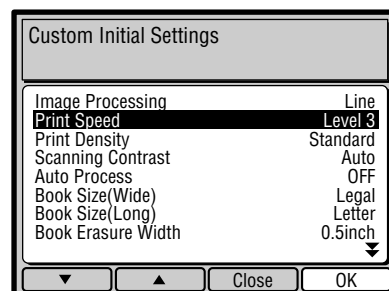 Custom Initial Settings
Image Processing Line
Print Speed Level 3
Print Density Standard
Scanning Contrast Auto
Auto Process OFF
Book Size(Wide) Legal
Book Size(Long) Letter
Book Erasure Width 0.5inch
Close OK